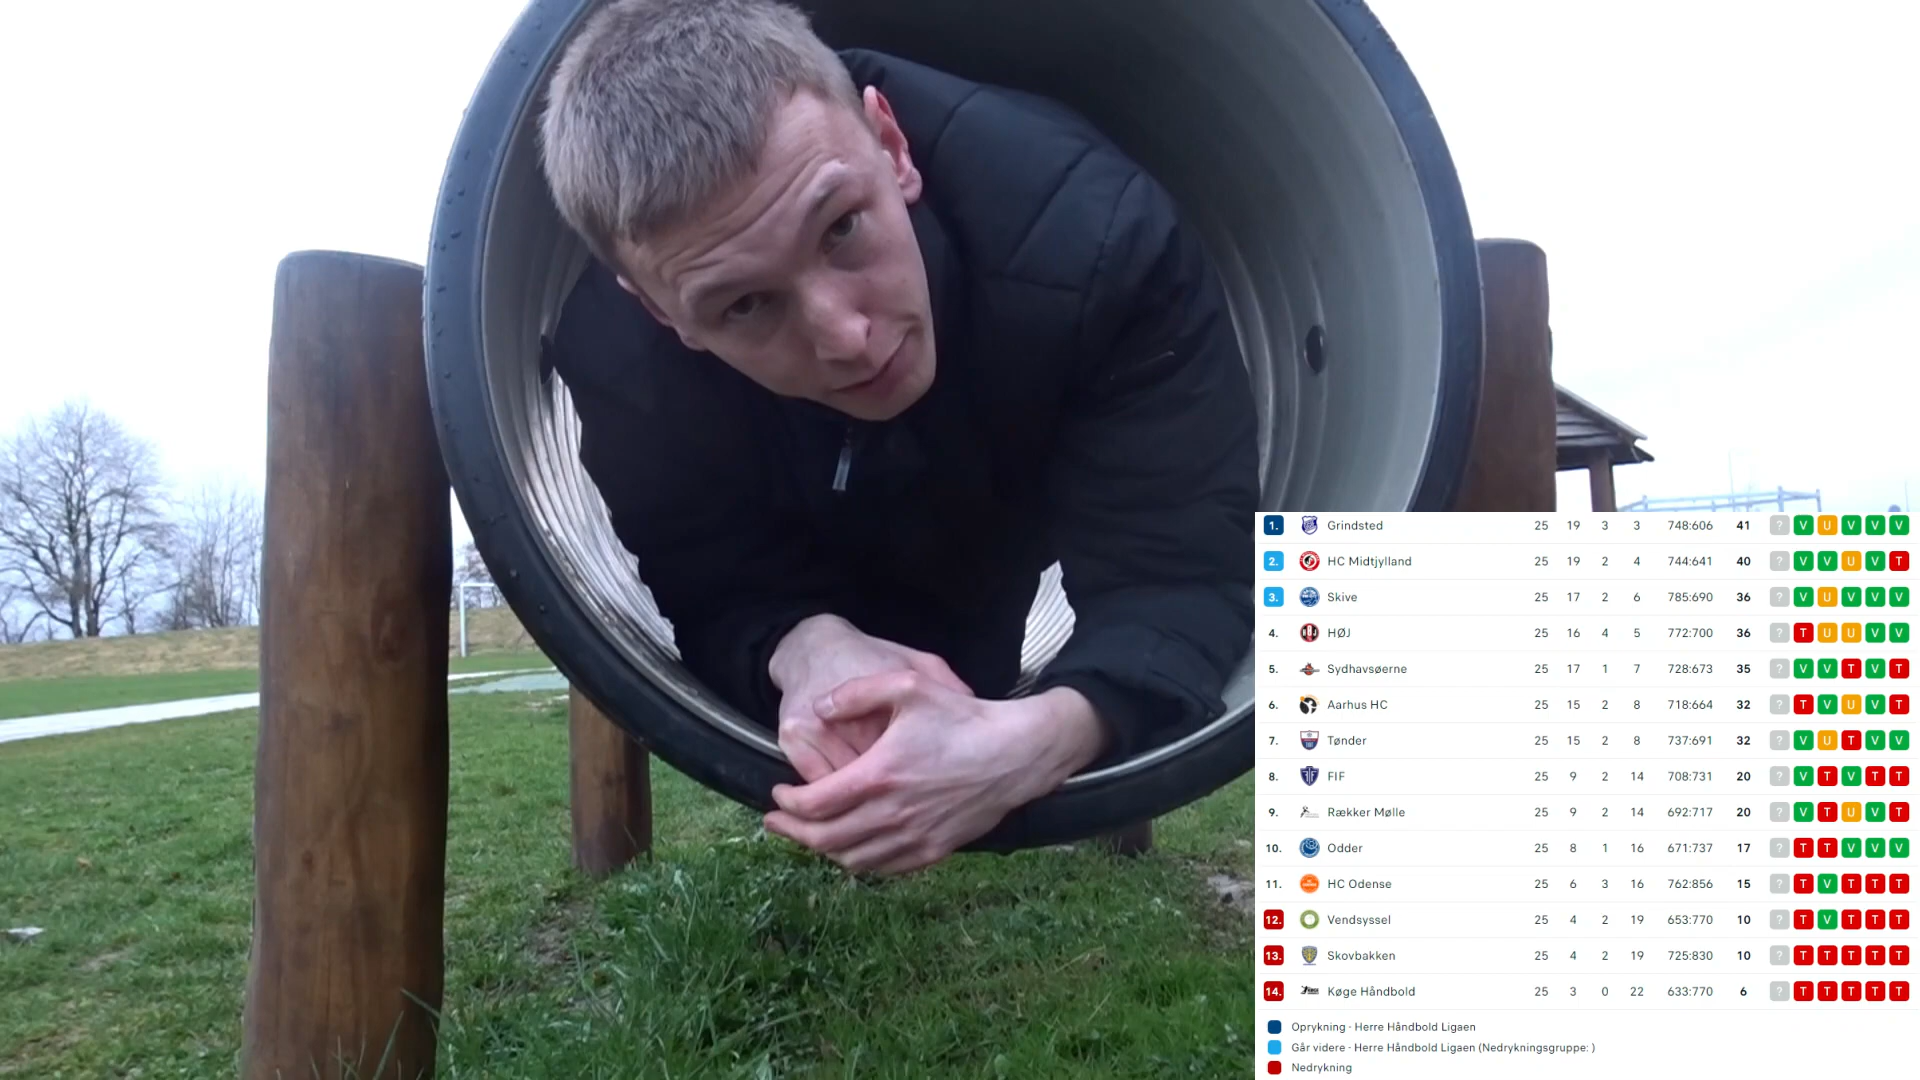 1. Grindsted 25 19 3 3 748:606 41 ? V U V V V
2. HC Midtjylland 25 19 2 4 744:641 40 ? V V U V T
3. Skive 25 17 2 6 785:690 36 ? V U V V V
4. HØJ 25 16 4 5 772:700 36 ? T U U V V
5. Sydhavsøerne 25 17 1 7 728:673 35 ? V V T V T
6. Aarhus HC 25 15 2 8 718:664 32 ? T V U V T
7. Tønder 25 15 2 8 737:691 32 ? V U T V V
8. FIF 25 9 2 14 708:731 20 ? V T V T T
9. Rækker Mølle 25 9 2 14 692:717 20 ? V T U V T
10. Odder 25 8 1 16 671:737 17 ? T T V V V
11. HC Odense 25 6 3 16 762:856 15 ? T V T T T
12. Vendsyssel 25 4 2 19 653:770 10 ? T V T T T
13. Skovbakken 25 4 2 19 725:830 10 ? T T T T T
14. Køge Håndbold 25 3 0 22 633:770 6 ? T T T T T
Oprykning - Herre Håndbold Ligaen
Går videre - Herre Håndbold Ligaen (Nedrykningsgruppe: )
Nedrykning